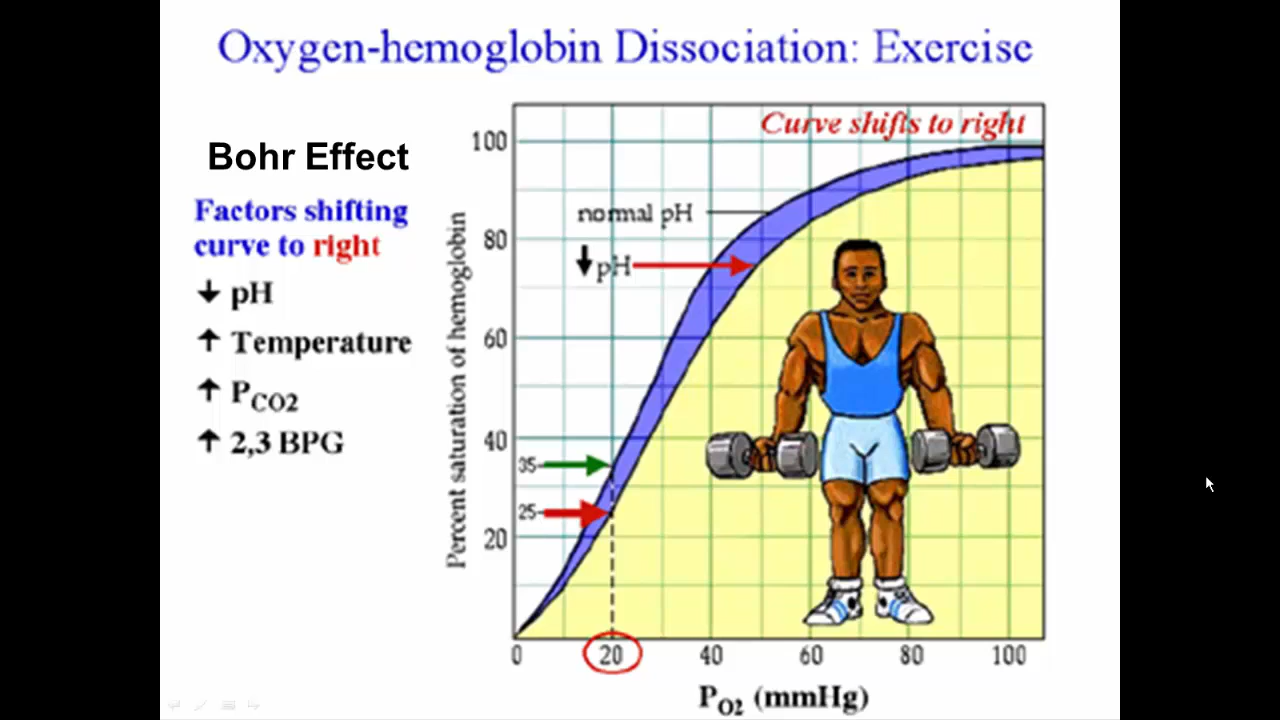 Oxygen-hemoglobin Dissociation: Exercise
Bohr Effect
Factors shifting
curve to right
↓ pH
↑ Temperature
↑ PCO2
↑ 2,3 BPG
Curve shifts to right
normal pH
↓ pH
Percent saturation of hemoglobin
100
80
60
40
35
25
20
0 20 40 60 80 100
PO2 (mmHg)